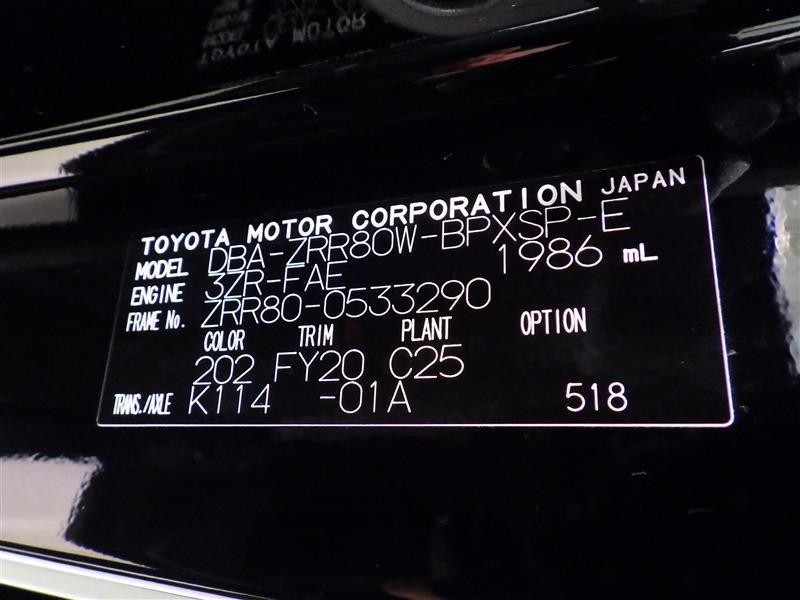 TOYOTA MOTOR CORPORATION JAPAN
MODEL DBA-ZRR80W-BPXSP-E
ENGINE 3ZR-FAE 1986 mL
FRAME No. ZRR80-0533290
COLOR TRIM PLANT OPTION
202 FY20 C25
TRANS./AXLE K114 -01A 518